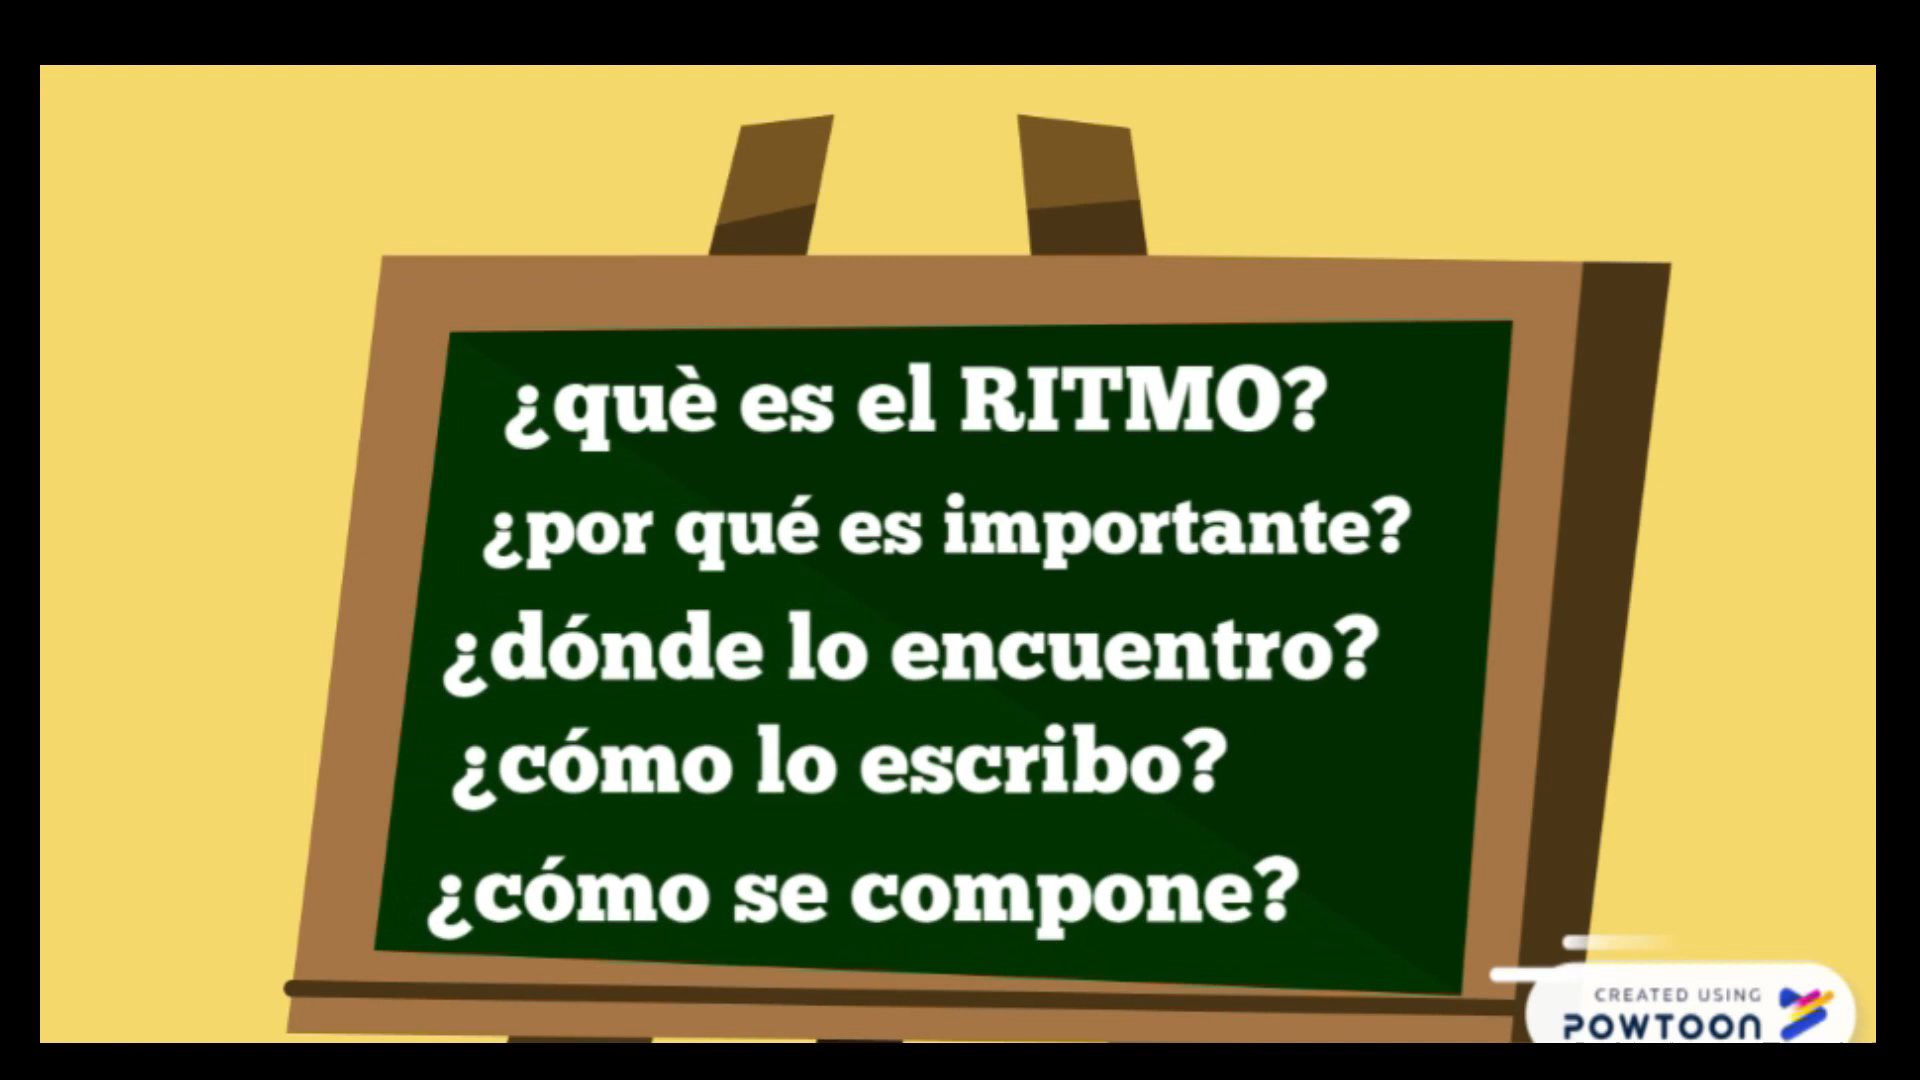 ¿què es el RITMO?
¿por qué es importante?
¿dónde lo encuentro?
¿cómo lo escribo?
¿cómo se compone?
CREATED USING
POWTOON